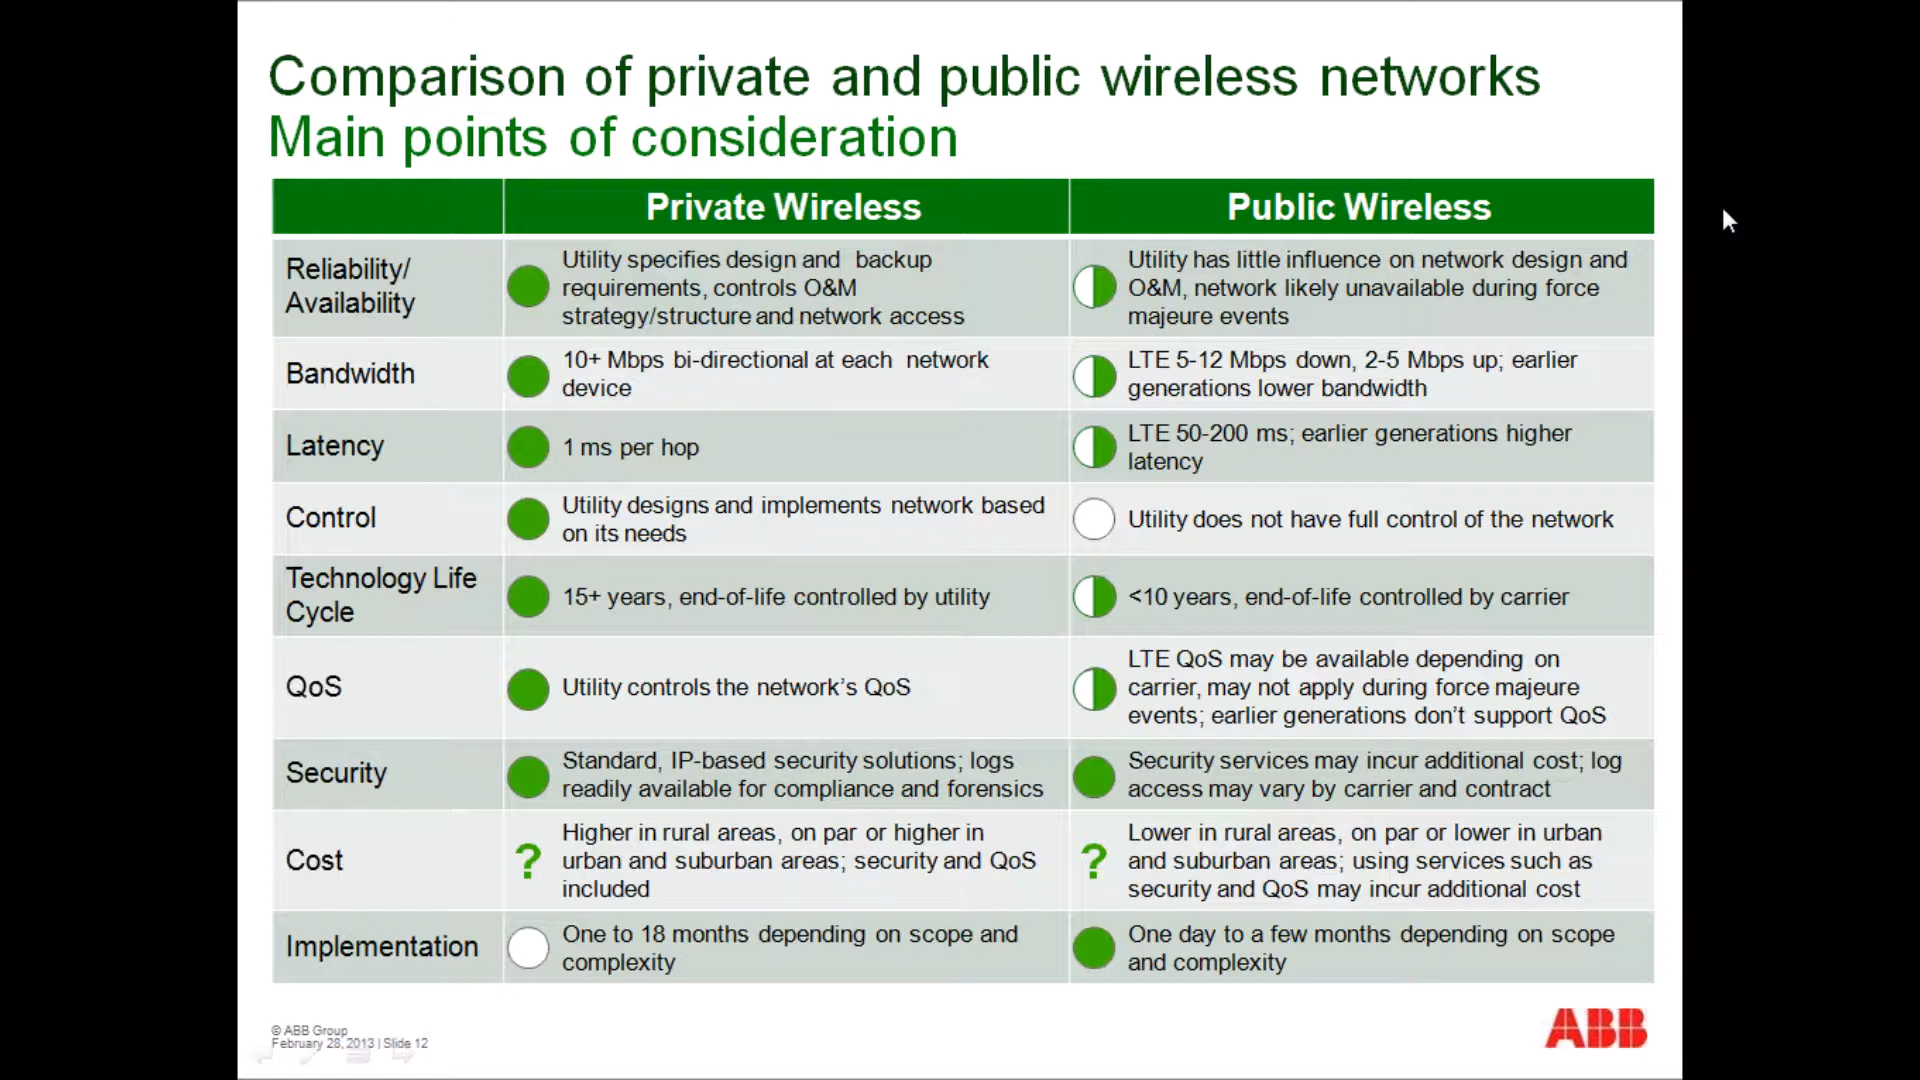 Comparison of private and public wireless networks
Main points of consideration
Private Wireless
Public Wireless
Reliability/
Availability
Utility specifies design and backup
requirements, controls O&M
strategy/structure and network access
Utility has little influence on network design and
O&M, network likely unavailable during force
majeure events
Bandwidth
10+ Mbps bi-directional at each network
device
LTE 5-12 Mbps down, 2-5 Mbps up; earlier
generations lower bandwidth
Latency
1 ms per hop
LTE 50-200 ms; earlier generations higher
latency
Control
Utility designs and implements network based
on its needs
Utility does not have full control of the network
Technology Life
Cycle
15+ years, end-of-life controlled by utility
<10 years, end-of-life controlled by carrier
QoS
Utility controls the network’s QoS
LTE QoS may be available depending on
carrier, may not apply during force majeure
events; earlier generations don’t support QoS
Security
Standard, IP-based security solutions; logs
readily available for compliance and forensics
Security services may incur additional cost; log
access may vary by carrier and contract
Cost
?
Higher in rural areas, on par or higher in
urban and suburban areas; security and QoS
included
?
Lower in rural areas, on par or lower in urban
and suburban areas; using services such as
security and QoS may incur additional cost
Implementation
One to 18 months depending on scope and
complexity
One day to a few months depending on scope
and complexity
© ABB Group
February 28, 2013 | Slide 12
ABB